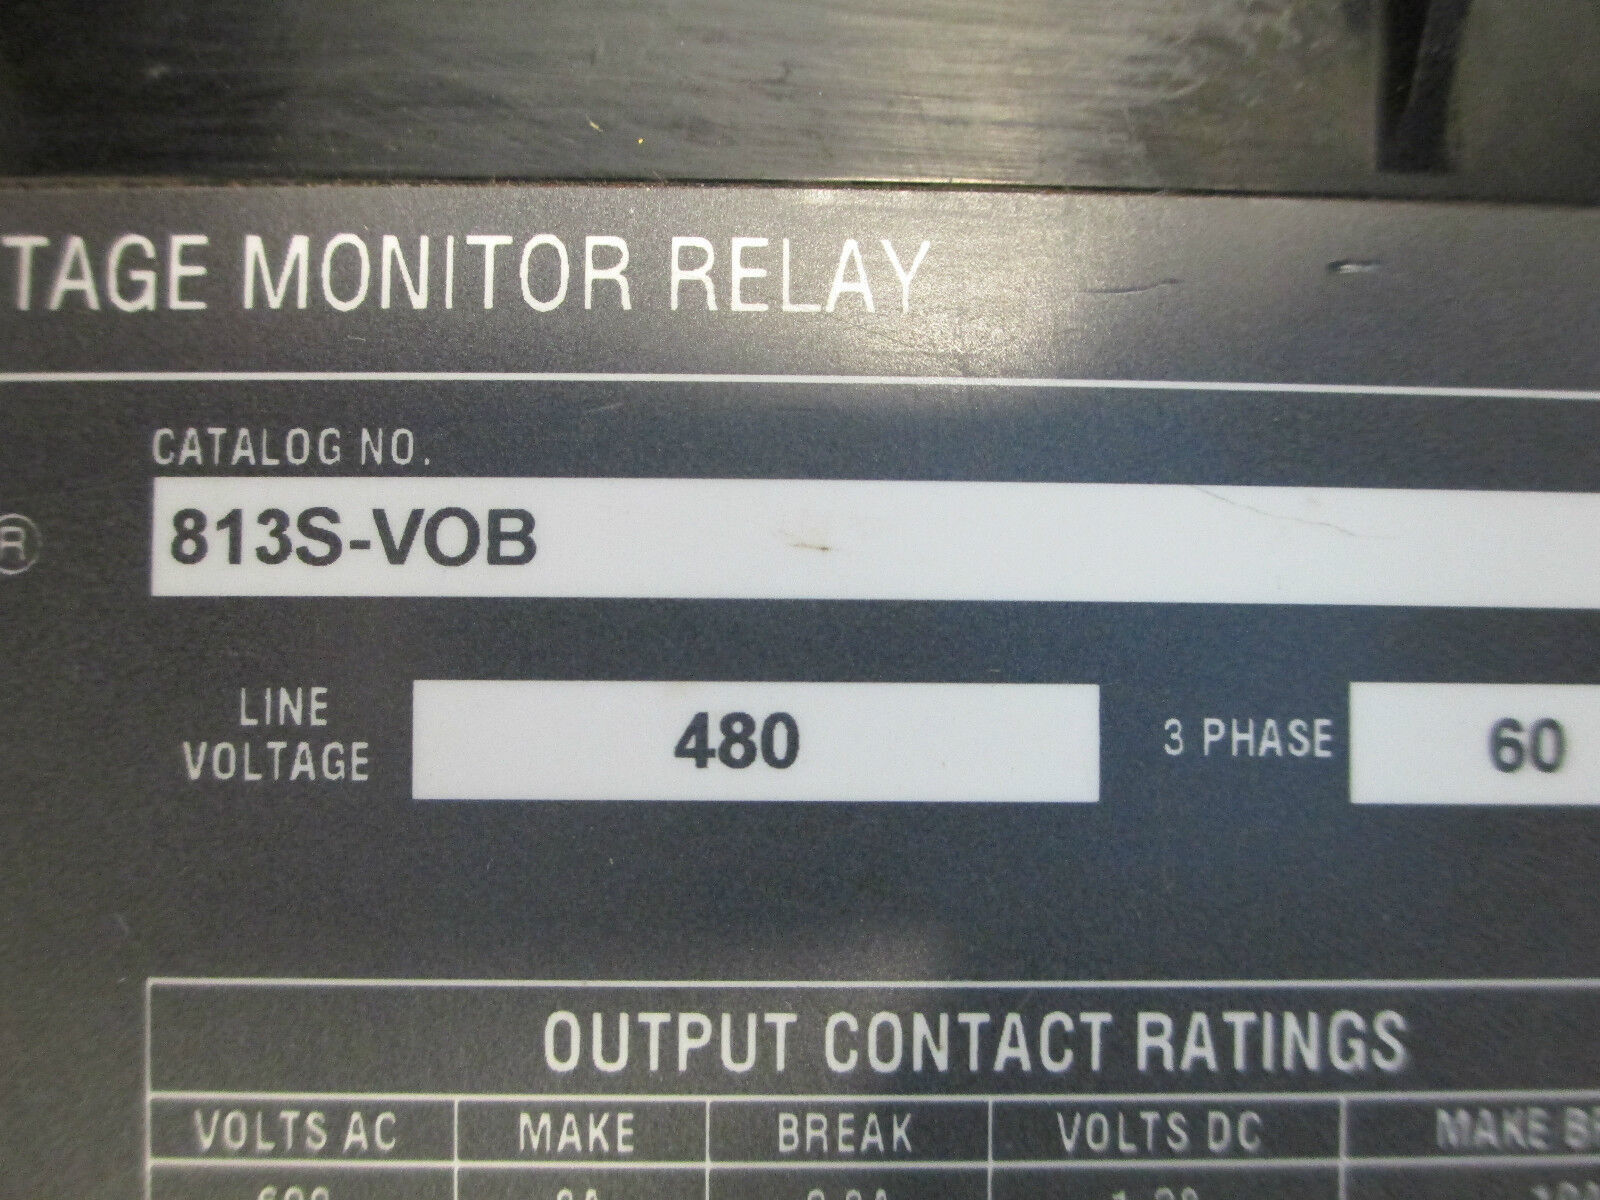 TAGE MONITOR RELAY
CATALOG NO.
®
813S-VOB
LINE
VOLTAGE
480
3 PHASE
60
OUTPUT CONTACT RATINGS
VOLTS AC MAKE BREAK VOLTS DC MAKE